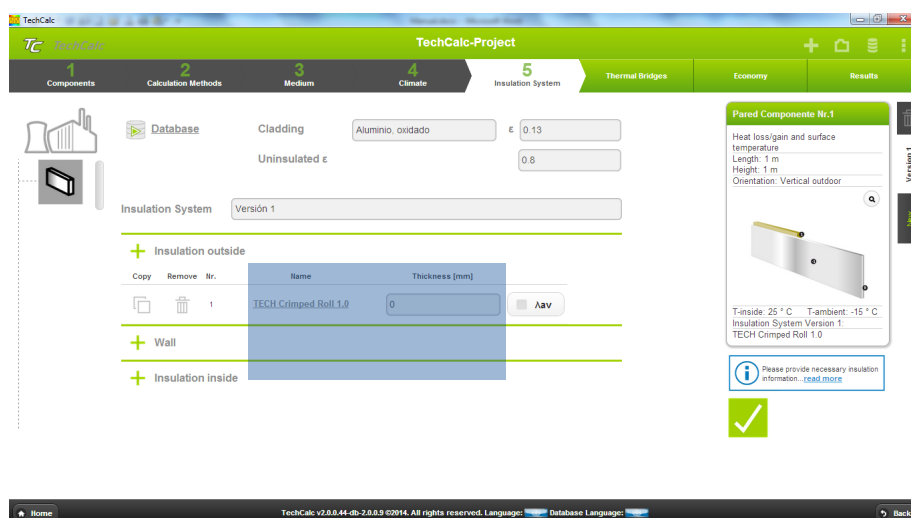 TechCalc
TC TechCalc
TechCalc-Project
1 Components
2 Calculation Methods
3 Medium
4 Climate
5 Insulation System
Thermal Bridges
Economy
Results
Database
Cladding
Aluminio, oxidado
ε
0.13
Uninsulated ε
0.8
Insulation System
Versión 1
Insulation outside
Copy Remove Nr. Name Thickness [mm]
1 TECH Crimped Roll 1.0 0 λav
Wall
Insulation inside
Pared Componente Nr.1
Heat loss/gain and surface
temperature
Length: 1 m
Height: 1 m
Orientation: Vertical outdoor
T-inside: 25 ° C T-ambient: -15 ° C
Insulation System Version 1:
TECH Crimped Roll 1.0
Please provide necessary insulation
information...read more
Version 1
New
Home
TechCalc v2.0.0.44-db-2.0.0.9 ©2014. All rights reserved. Language: Database Language:
Back